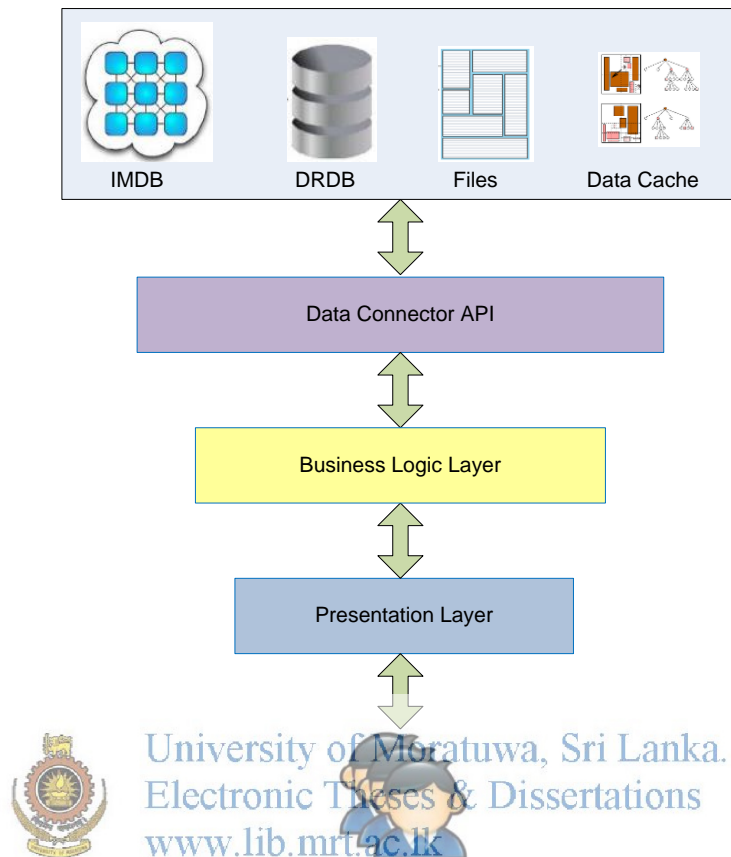 IMDB DRDB Files Data Cache
Data Connector API
Business Logic Layer
Presentation Layer
University of Moratuwa, Sri Lanka.
Electronic Theses & Dissertations
www.lib.mrt.ac.lk